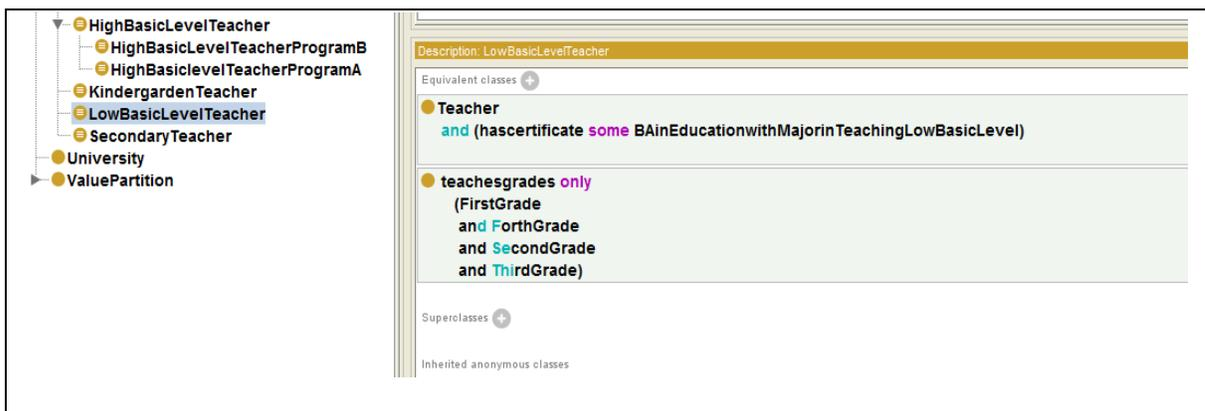 HighBasicLevelTeacher
HighBasicLevelTeacherProgramB
HighBasiclevelTeacherProgramA
KindergardenTeacher
LowBasicLevelTeacher
SecondaryTeacher
University
ValuePartition
Description: LowBasicLevelTeacher
Equivalent classes
Teacher
and (hascertificate some BAinEducationwithMajorinTeachingLowBasicLevel)
teachesgrades only
(FirstGrade
and ForthGrade
and SecondGrade
and ThirdGrade)
Superclasses
Inherited anonymous classes